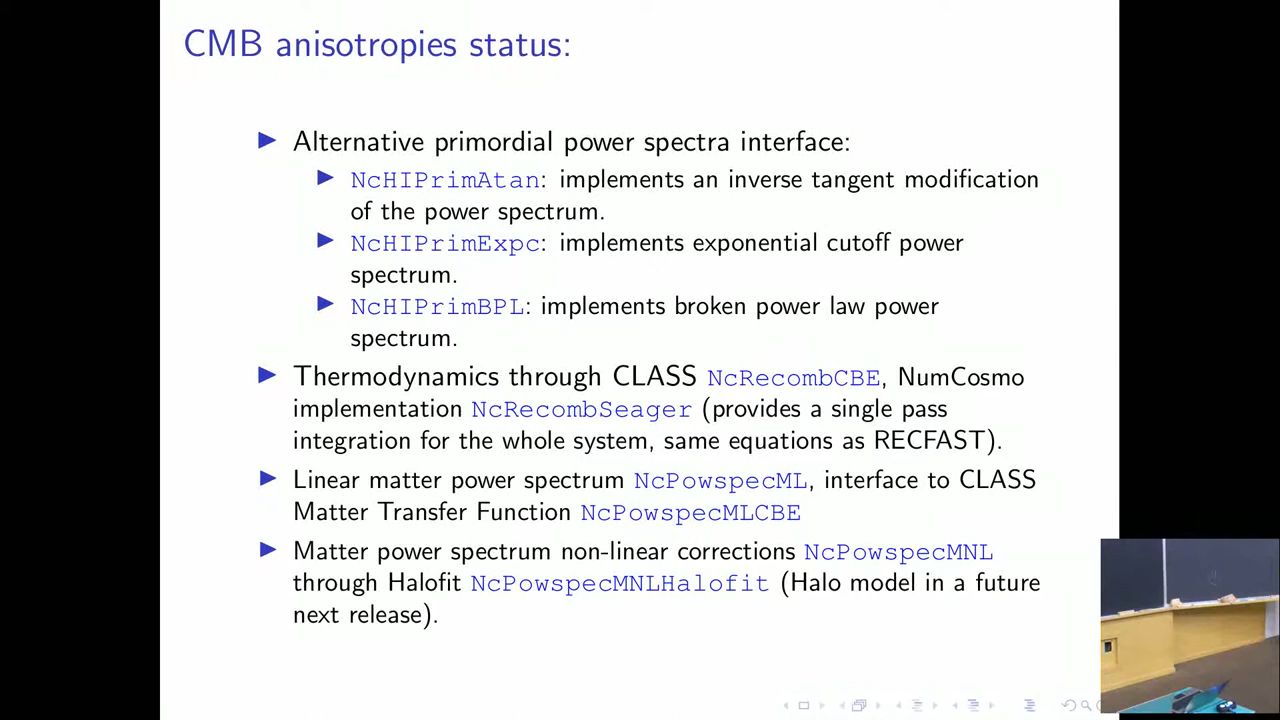 CMB anisotropies status:
Alternative primordial power spectra interface:
NcHIPrimAtan: implements an inverse tangent modification
of the power spectrum.
NcHIPrimExpc: implements exponential cutoff power
spectrum.
NcHIPrimBPL: implements broken power law power
spectrum.
Thermodynamics through CLASS NcRecombCBE, NumCosmo
implementation NcRecombSeager (provides a single pass
integration for the whole system, same equations as RECFAST).
Linear matter power spectrum NcPowspecML, interface to CLASS
Matter Transfer Function NcPowspecMLCBE
Matter power spectrum non-linear corrections NcPowspecMNL
through Halofit NcPowspecMNLHalofit (Halo model in a future
next release).